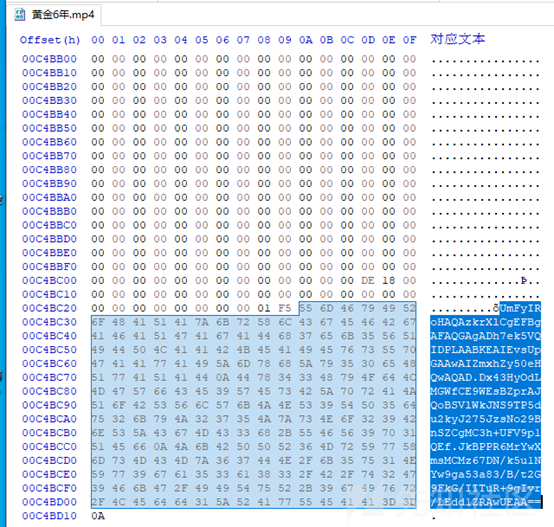 黄金6年.mp4
Offset(h) 00 01 02 03 04 05 06 07 08 09 0A 0B 0C 0D 0E 0F 对应文本
00C4BB00 00 00 00 00 00 00 00 00 00 00 00 00 00 00 00 00 ................
00C4BB10 00 00 00 00 00 00 00 00 00 00 00 00 00 00 00 00 ................
00C4BB20 00 00 00 00 00 00 00 00 00 00 00 00 00 00 00 00 ................
00C4BB30 00 00 00 00 00 00 00 00 00 00 00 00 00 00 00 00 ................
00C4BB40 00 00 00 00 00 00 00 00 00 00 00 00 00 00 00 00 ................
00C4BB50 00 00 00 00 00 00 00 00 00 00 00 00 00 00 00 00 ................
00C4BB60 00 00 00 00 00 00 00 00 00 00 00 00 00 00 00 00 ................
00C4BB70 00 00 00 00 00 00 00 00 00 00 00 00 00 00 00 00 ................
00C4BB80 00 00 00 00 00 00 00 00 00 00 00 00 00 00 00 00 ................
00C4BB90 00 00 00 00 00 00 00 00 00 00 00 00 00 00 00 00 ................
00C4BBA0 00 00 00 00 00 00 00 00 00 00 00 00 00 00 00 00 ................
00C4BBB0 00 00 00 00 00 00 00 00 00 00 00 00 00 00 00 00 ................
00C4BBC0 00 00 00 00 00 00 00 00 00 00 00 00 00 00 00 00 ................
00C4BBD0 00 00 00 00 00 00 00 00 00 00 00 00 00 00 00 00 ................
00C4BBE0 00 00 00 00 00 00 00 00 00 00 00 00 00 00 00 00 ................
00C4BBF0 00 00 00 00 00 00 00 00 00 00 00 00 00 00 00 00 ................
00C4BC00 00 00 00 00 00 00 00 00 00 00 00 00 00 DE 18 00 .............Þ..
00C4BC10 00 00 00 00 00 00 00 00 00 00 00 00 00 00 00 00 ................
00C4BC20 00 00 00 00 00 00 00 00 01 F5 55 6D 46 79 49 52 .........õUmFyIR
00C4BC30 6F 48 41 51 41 7A 6B 72 58 6C 43 67 45 46 42 67 oHAQAzkrXlCgEFBg
00C4BC40 41 46 41 51 47 41 67 41 44 68 37 65 6B 35 56 51 AFAQGAgADh7ek5VQ
00C4BC50 49 44 50 4C 41 41 42 4B 45 41 49 45 76 73 55 70 IDPLAABKEAIEvsUp
00C4BC60 47 41 41 77 41 49 5A 6D 78 68 5A 79 35 30 65 48 GAAwAIZmxhZy50eH
00C4BC70 51 77 41 51 41 44 0A 44 78 34 33 48 79 4F 64 4C QwAQAD.Dx43HyOdL
00C4BC80 4D 47 57 66 43 45 39 57 45 73 42 5A 70 72 41 4A MGWfCE9WEsBZprAJ
00C4BC90 51 6F 42 53 56 6C 57 6B 4A 4E 53 39 54 50 35 64 QoBSVlWkJNS9TP5d
00C4BCA0 75 32 6B 79 4A 32 37 35 4A 7A 73 4E 6F 32 39 42 u2kyJ275JzsNo29B
00C4BCB0 6E 53 5A 43 67 4D 43 33 68 2B 55 46 56 39 70 31 nSZCgMC3h+UFV9p1
00C4BCC0 51 45 66 0A 4A 6B 42 50 50 52 36 4D 72 59 77 58 QEf.JkBPPR6MrYwX
00C4BCD0 6D 73 4D 43 4D 7A 36 37 44 4E 2F 6B 35 75 31 4E msMCMz67DN/k5u1N
00C4BCE0 59 77 39 67 61 35 33 61 38 33 2F 42 2F 74 32 47 Yw9ga53a83/B/t2G
00C4BCF0 39 46 6B 47 2F 49 49 54 75 52 2B 39 67 49 76 72 9FkG/IITuR+9gIvr
00C4BD00 2F 4C 45 64 64 31 5A 52 41 77 55 45 41 41 3D 3D /LEdd1ZRAwUEAA==
00C4BD10 0A .